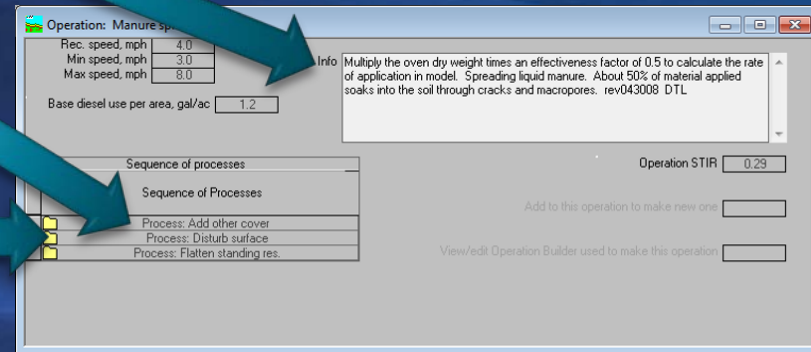 Operation: Manure sp
Rec. speed, mph 4.0
Min speed, mph 3.0
Max speed, mph 8.0
Base diesel use per area, gal/ac 1.2
Info
Multiply the oven dry weight times an effectiveness factor of 0.5 to calculate the rate
of application in model. Spreading liquid manure. About 50% of material applied
soaks into the soil through cracks and macropores. rev043008 DTL
Operation STIR 0.29
Sequence of processes
Sequence of Processes
Process: Add other cover
Process: Disturb surface
Process: Flatten standing res.
Add to this operation to make new one
View/edit Operation Builder used to make this operation